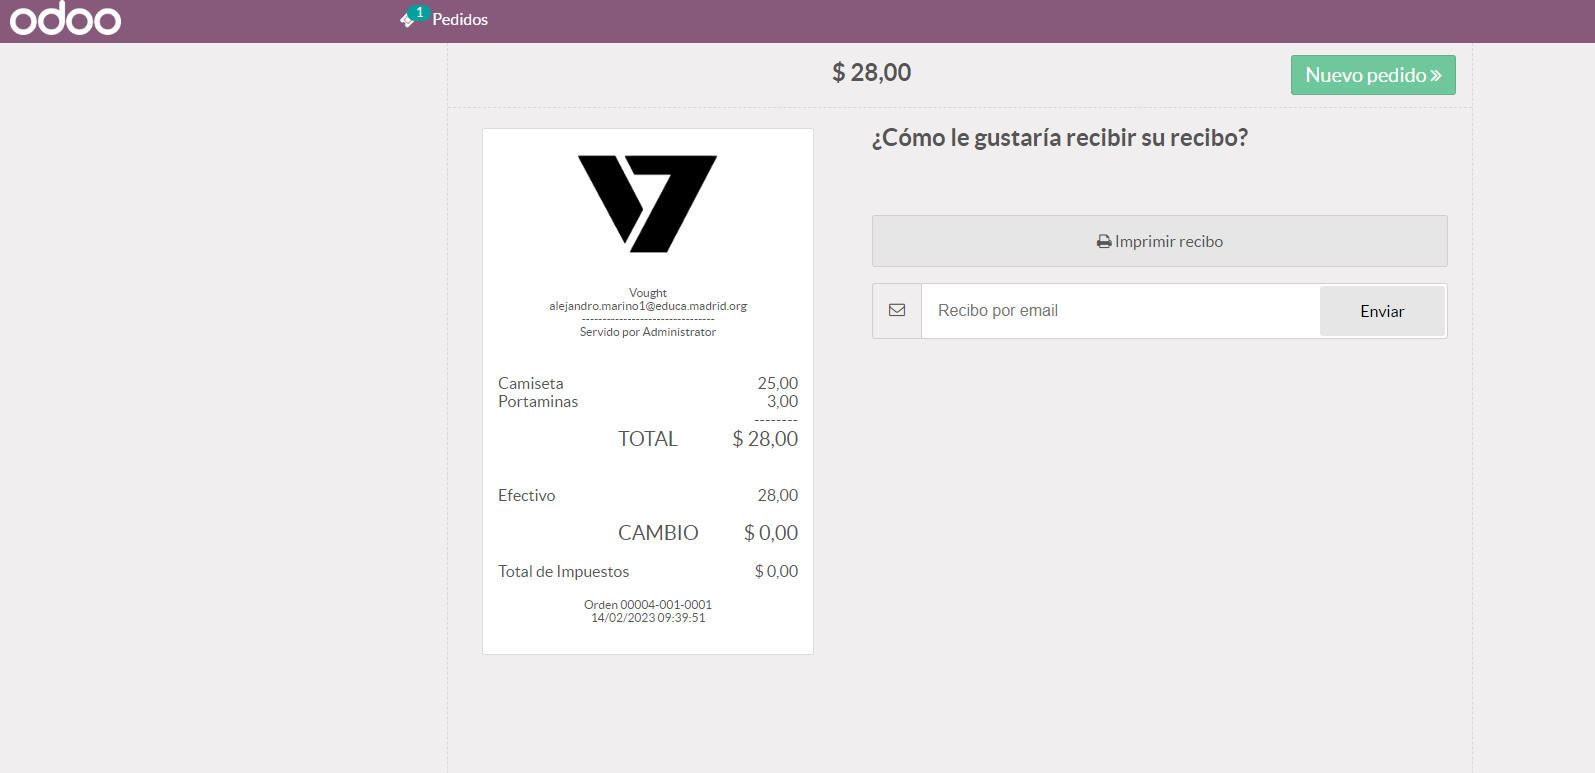 odoo
1
Pedidos
$ 28,00
Nuevo pedido »
¿Cómo le gustaría recibir su recibo?
Vought
alejandro.marino1@educa.madrid.org
--------------------------------
Servido por Administrator
Camiseta 25,00
Portaminas 3,00
--------
TOTAL $ 28,00
Efectivo 28,00
CAMBIO $ 0,00
Total de Impuestos $ 0,00
Orden 00004-001-0001
14/02/2023 09:39:51
Imprimir recibo
Recibo por email
Enviar